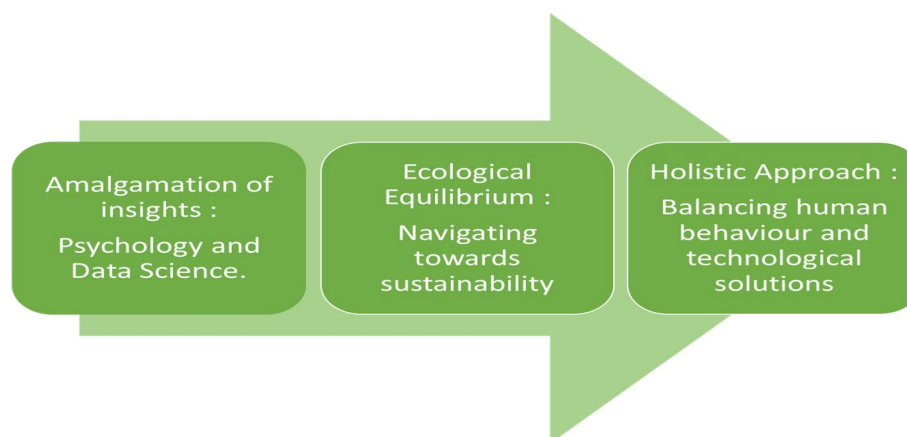 Amalgamation of
insights :
Psychology and
Data Science.
Ecological
Equilibrium :
Navigating
towards
sustainability
Holistic Approach :
Balancing human
behaviour and
technological
solutions